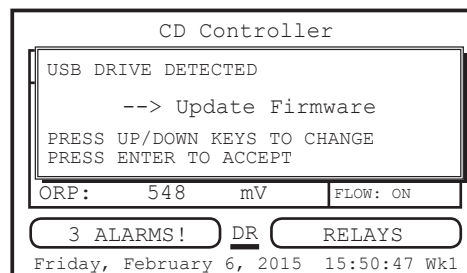 CD Controller
USB DRIVE DETECTED
--> Update Firmware
PRESS UP/DOWN KEYS TO CHANGE
PRESS ENTER TO ACCEPT
ORP: 548 mV FLOW: ON
3 ALARMS! DR RELAYS
Friday, February 6, 2015 15:50:47 Wk1